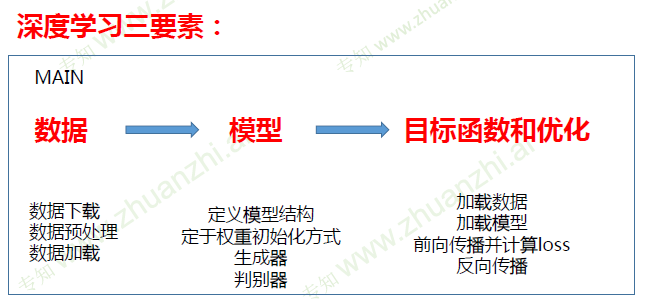 深度学习三要素：
MAIN
数据
模型
目标函数和优化
数据下载
数据预处理
数据加载
定义模型结构
定于权重初始化方式
生成器
判别器
加载数据
加载模型
前向传播并计算loss
反向传播
专知 www.zhuanzhi.ai